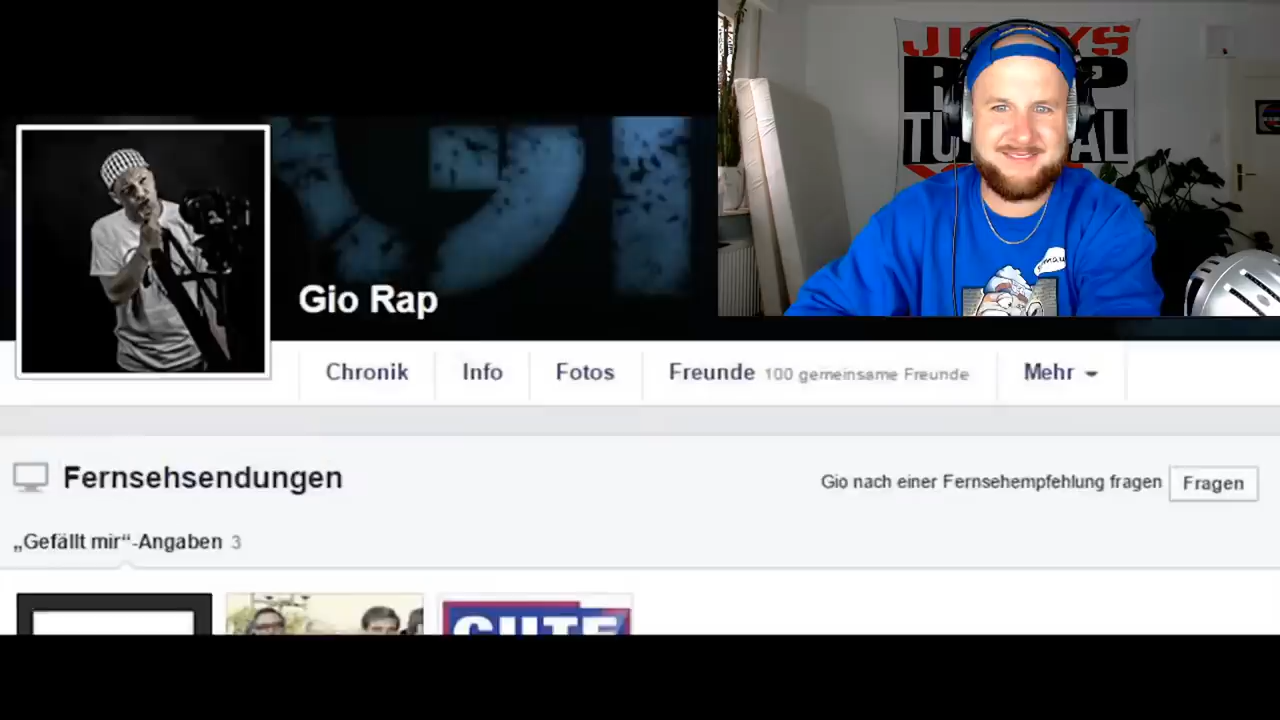 Gio Rap
Chronik
Info
Fotos
Freunde 100 gemeinsame Freunde
Mehr
Fernsehsendungen
Gio nach einer Fernsehempfehlung fragen
Fragen
„Gefällt mir“-Angaben 3
GUTE